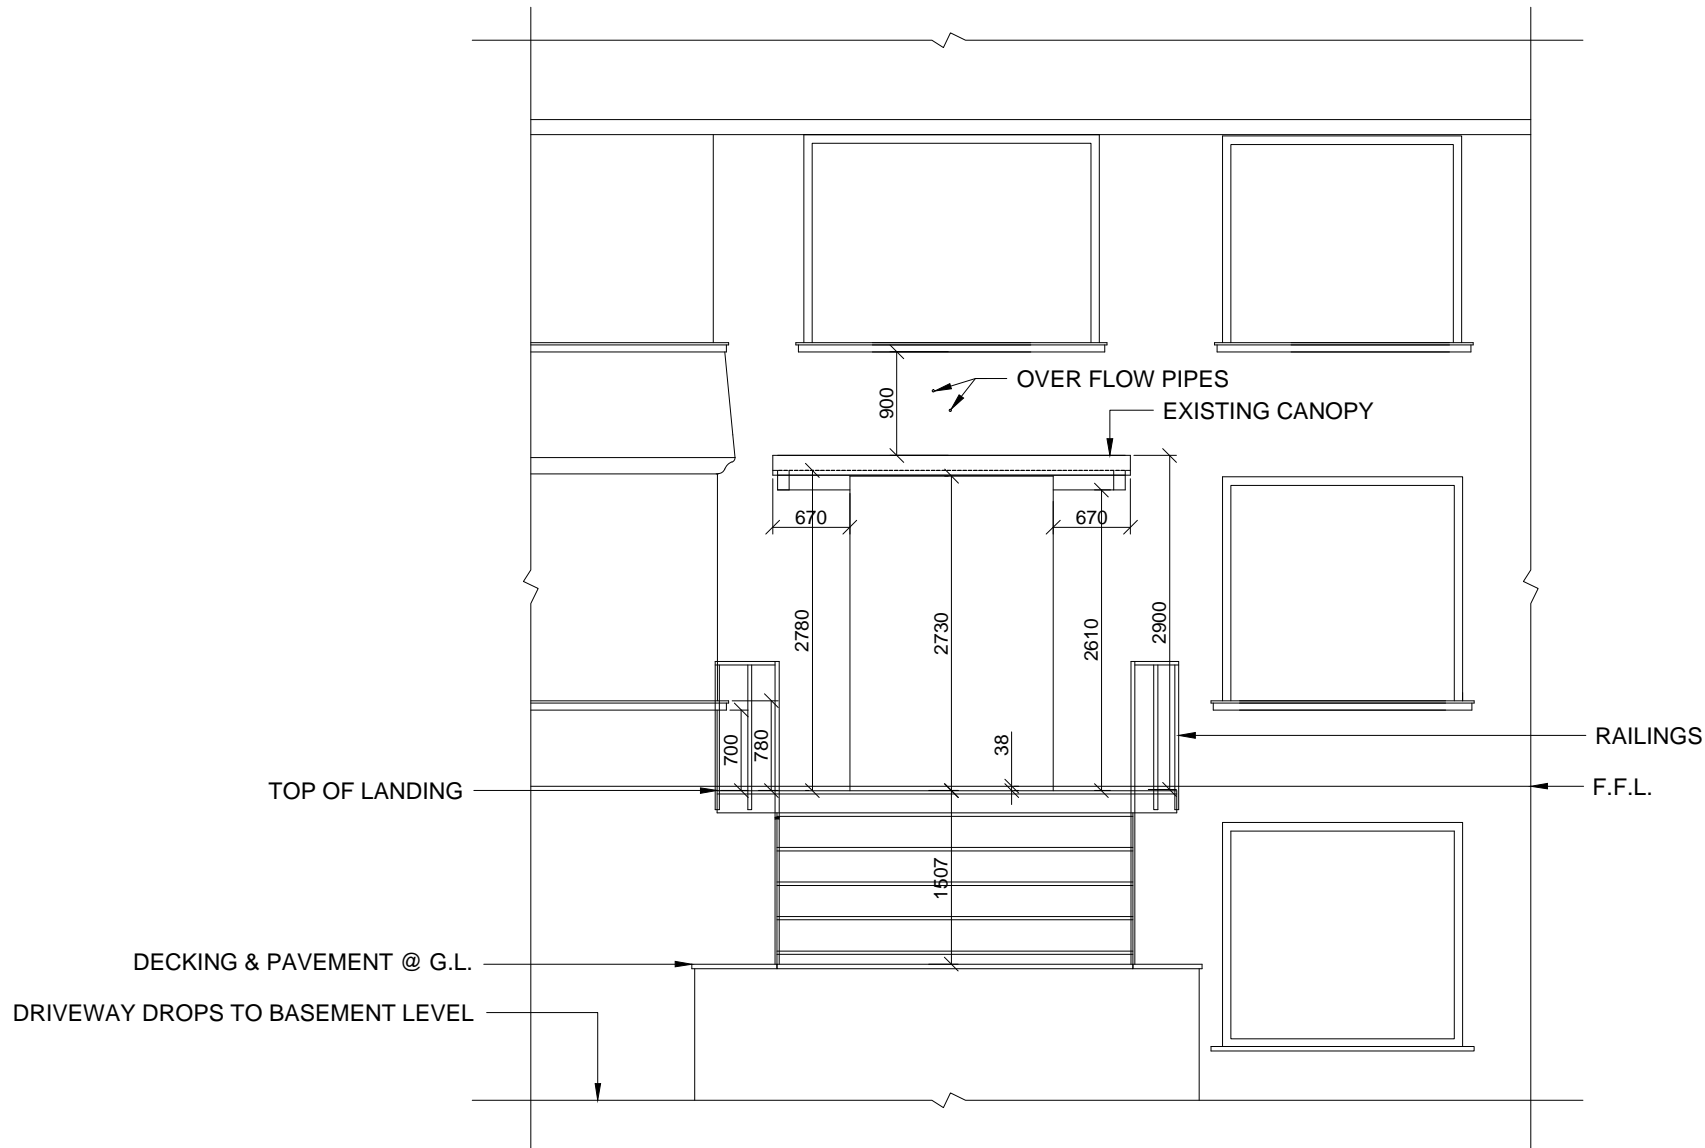 OVER FLOW PIPES
900
EXISTING CANOPY
670
670
2780
2730
2610
2900
700
780
38
RAILINGS
TOP OF LANDING
F.F.L.
1507
DECKING & PAVEMENT @ G.L.
DRIVEWAY DROPS TO BASEMENT LEVEL